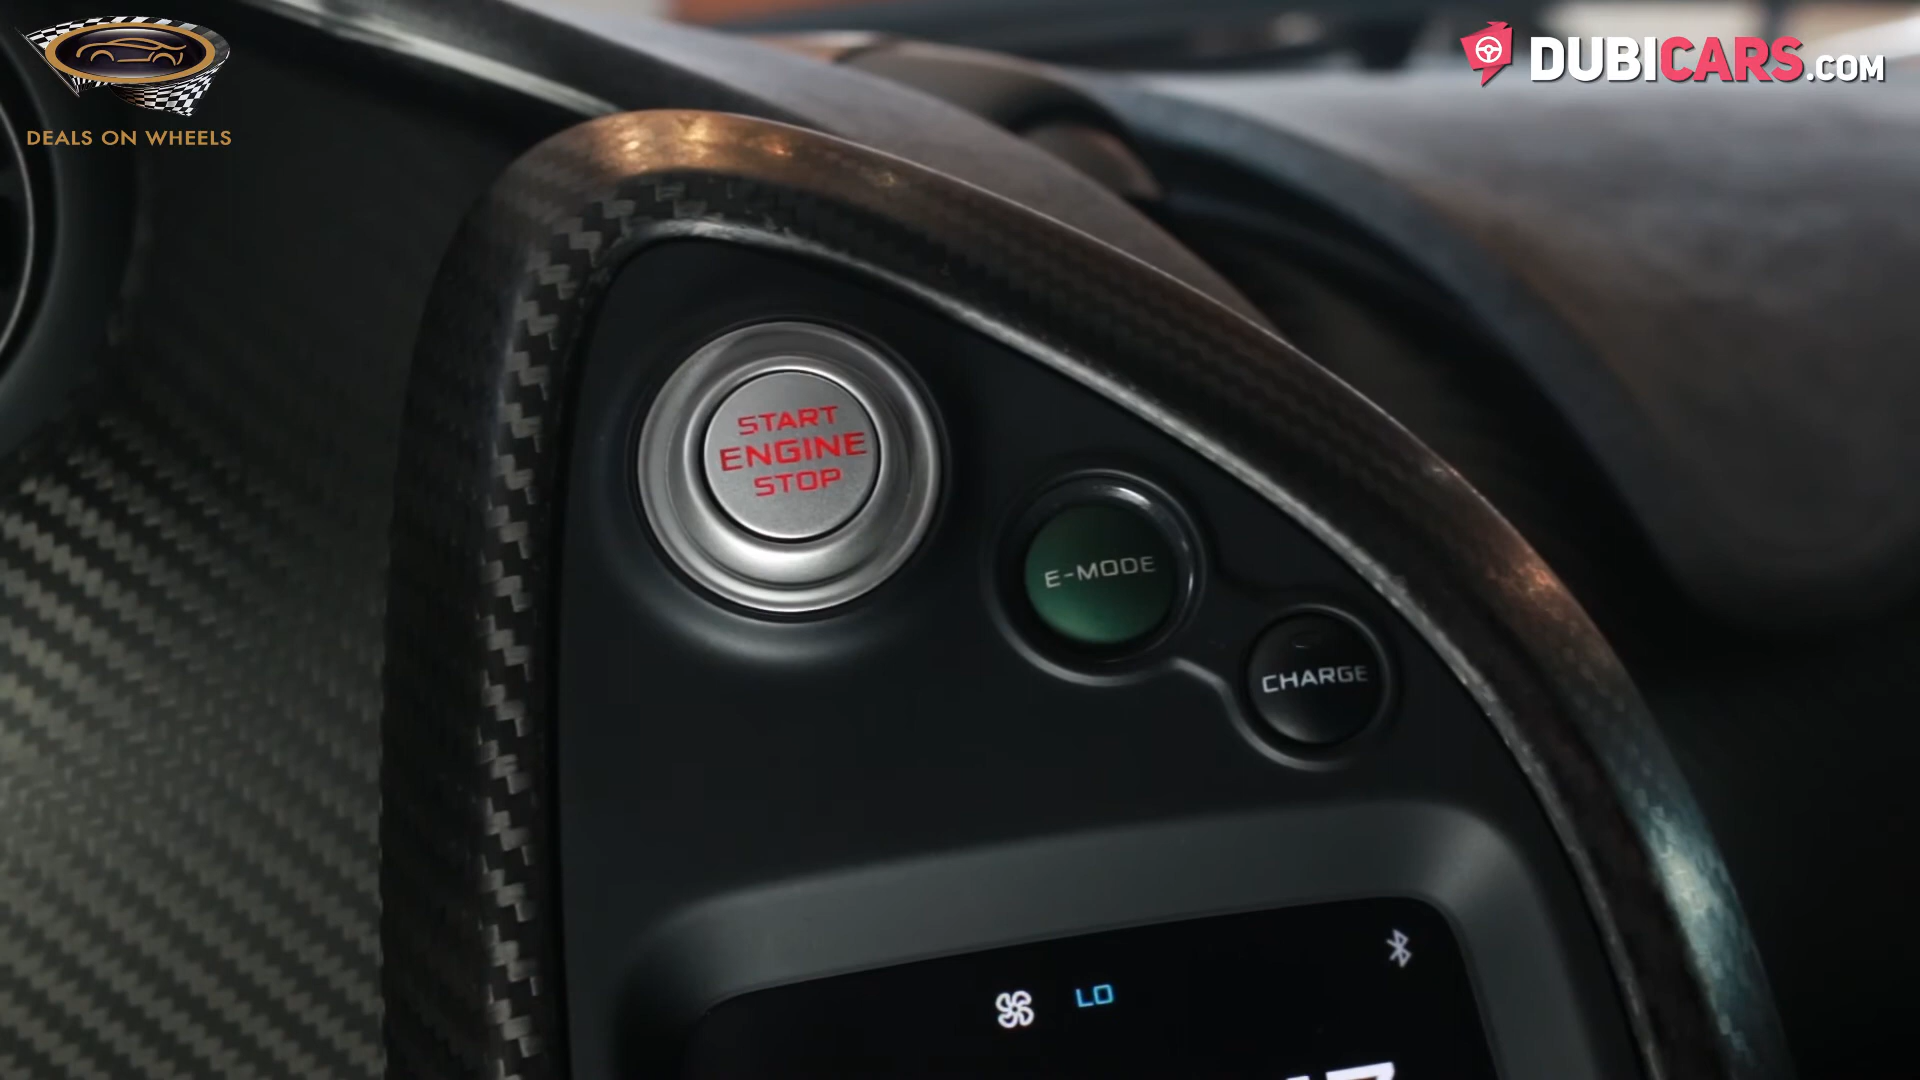 DEALS ON WHEELS
DUBICARS.COM
START
ENGINE
STOP
E-MODE
CHARGE
LO